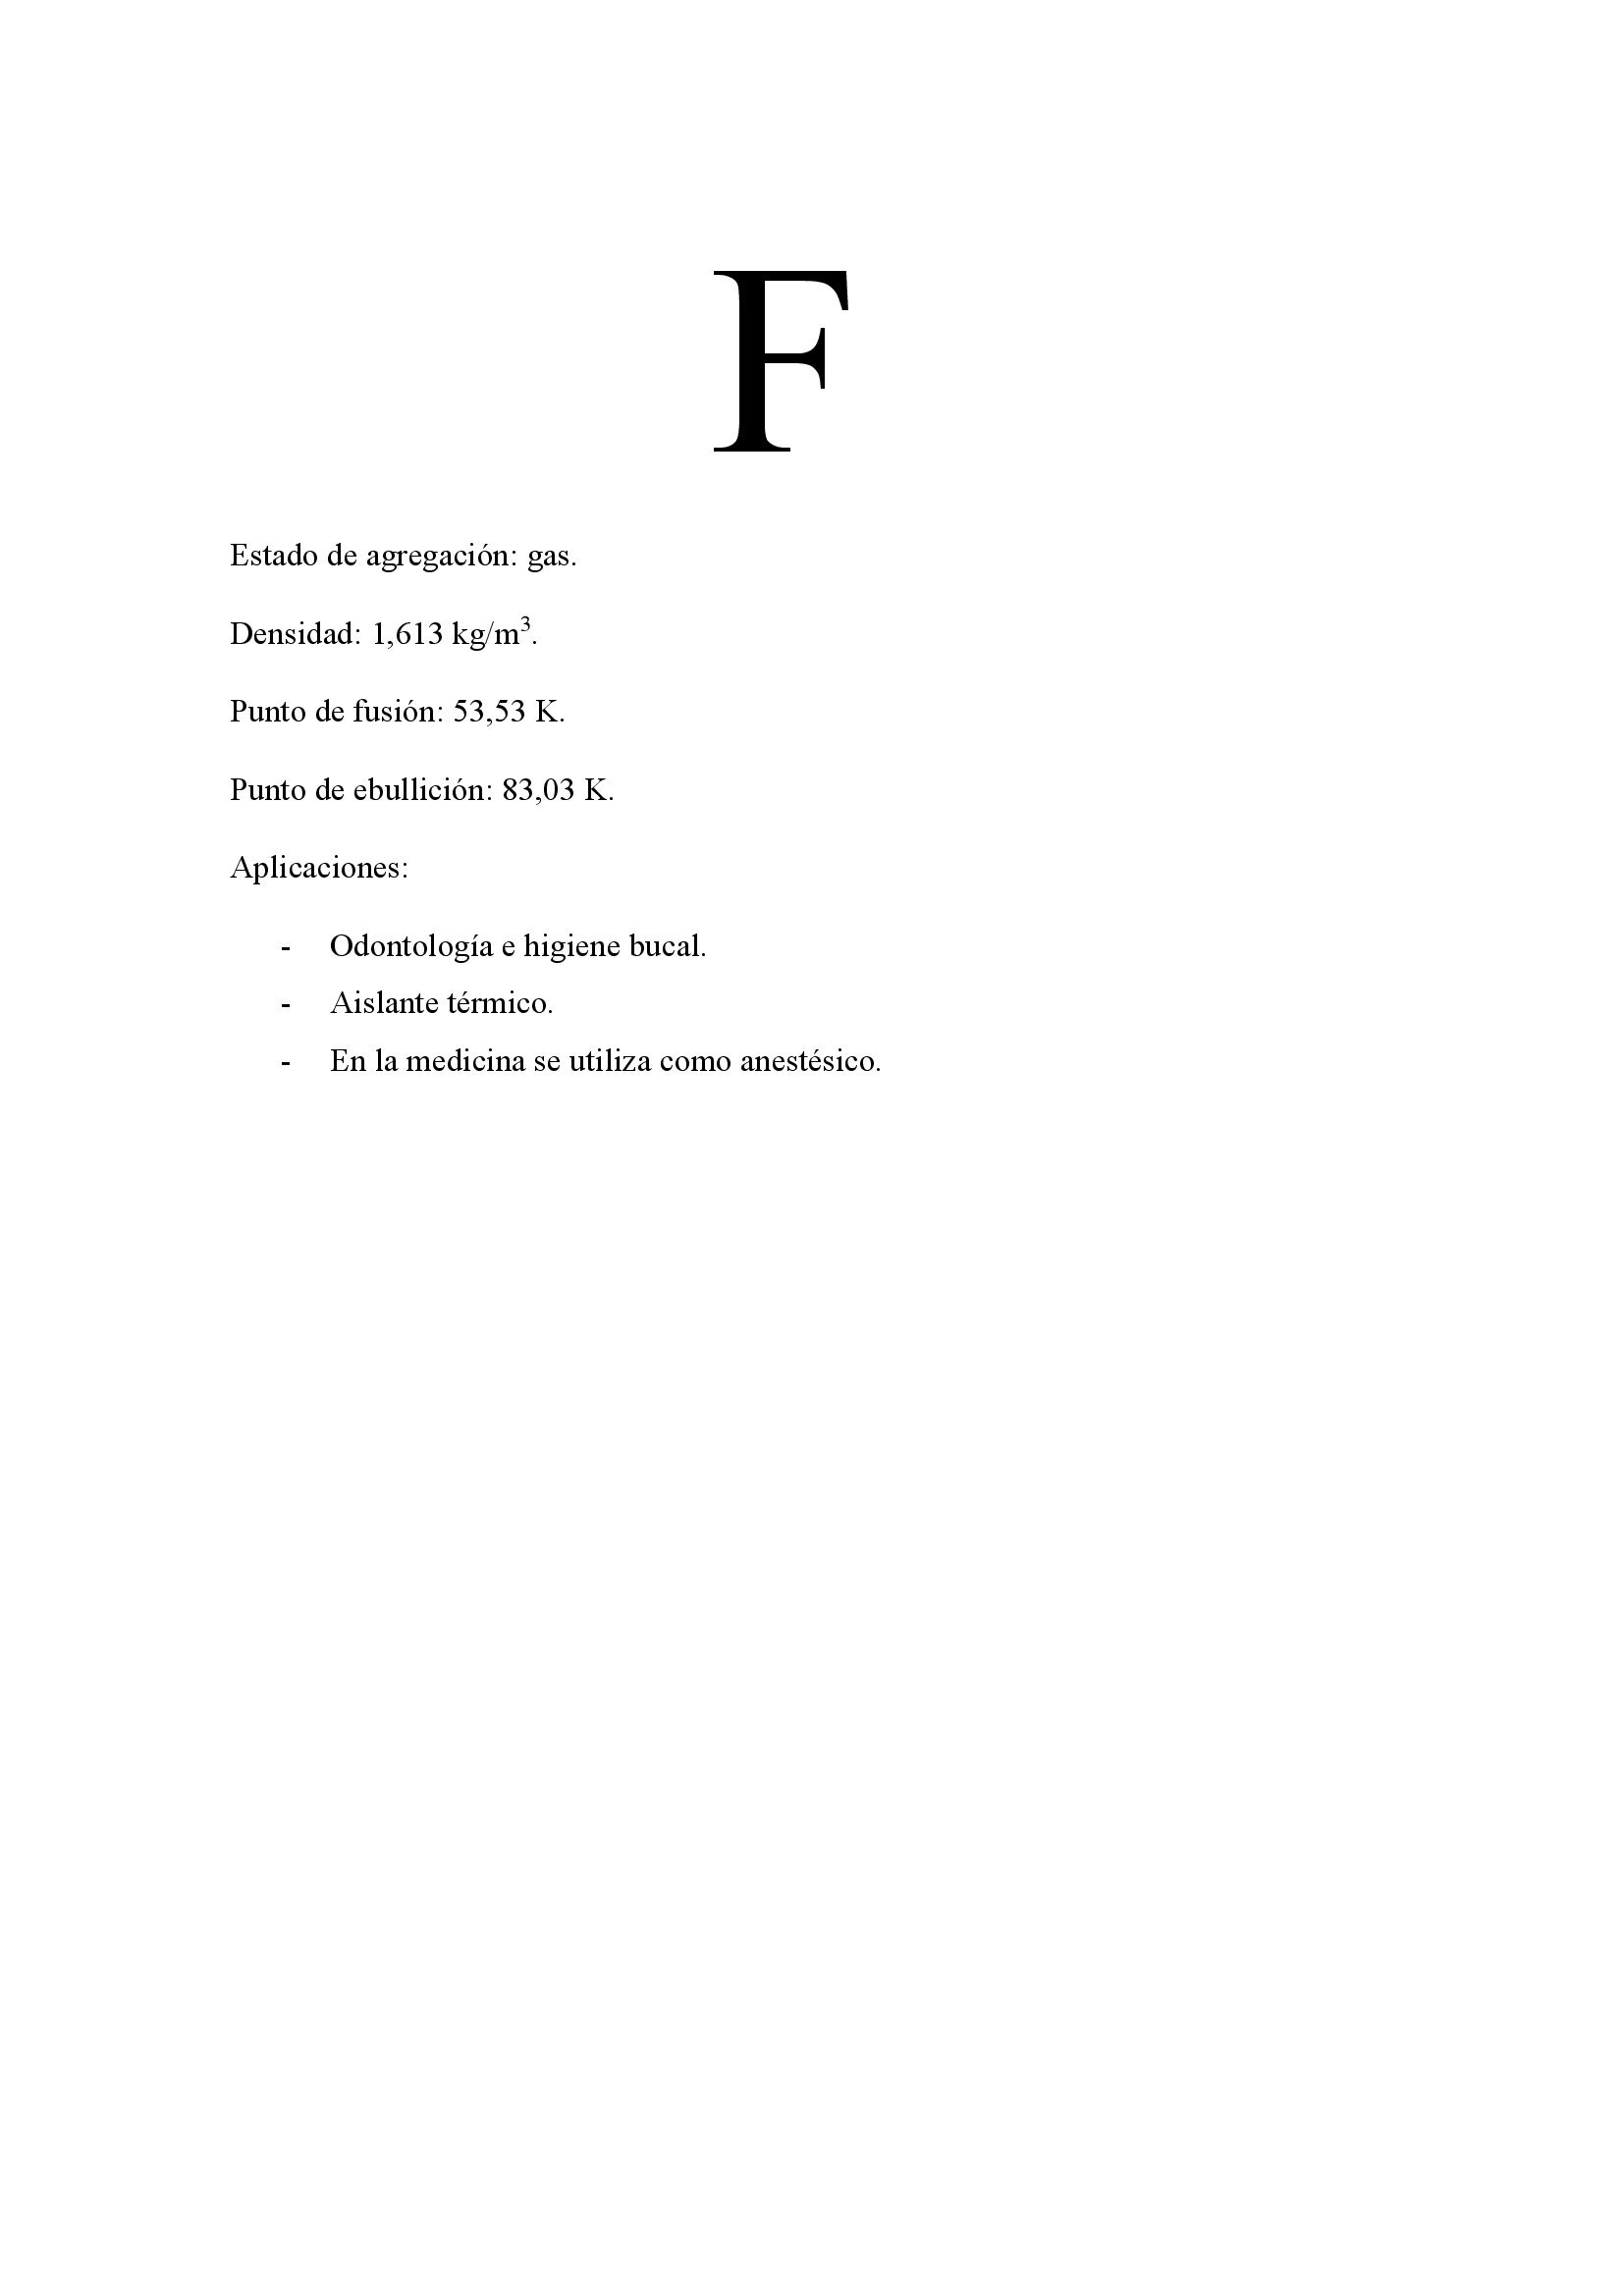 F
Estado de agregación: gas.
Densidad: 1,613 kg/m³.
Punto de fusión: 53,53 K.
Punto de ebullición: 83,03 K.
Aplicaciones:
- Odontología e higiene bucal.
- Aislante térmico.
- En la medicina se utiliza como anestésico.